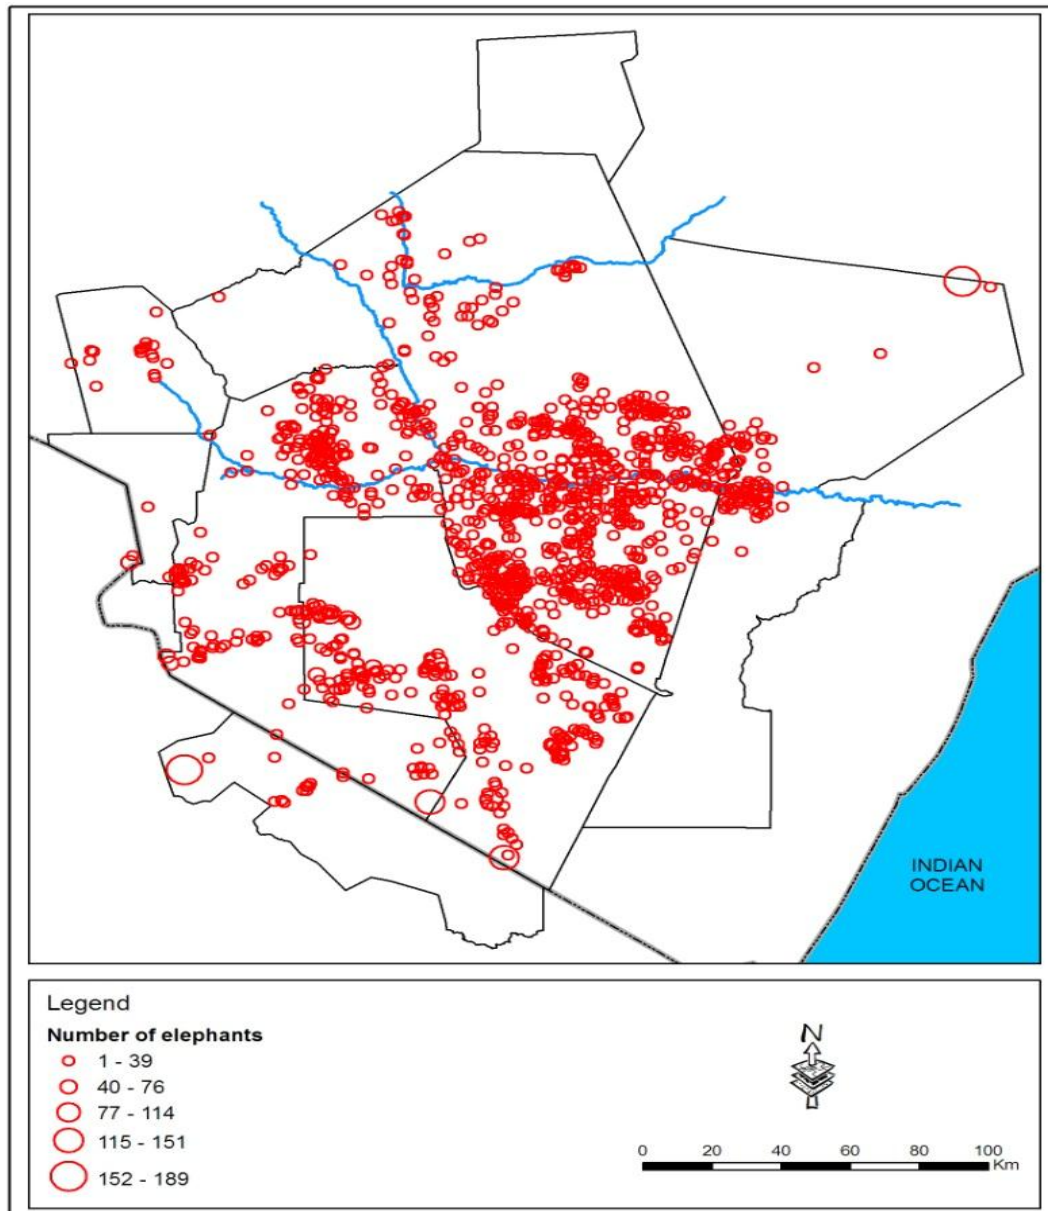 INDIAN
OCEAN
Legend
Number of elephants
1 - 39
40 - 76
77 - 114
115 - 151
152 - 189
N
0 20 40 60 80 100
Km